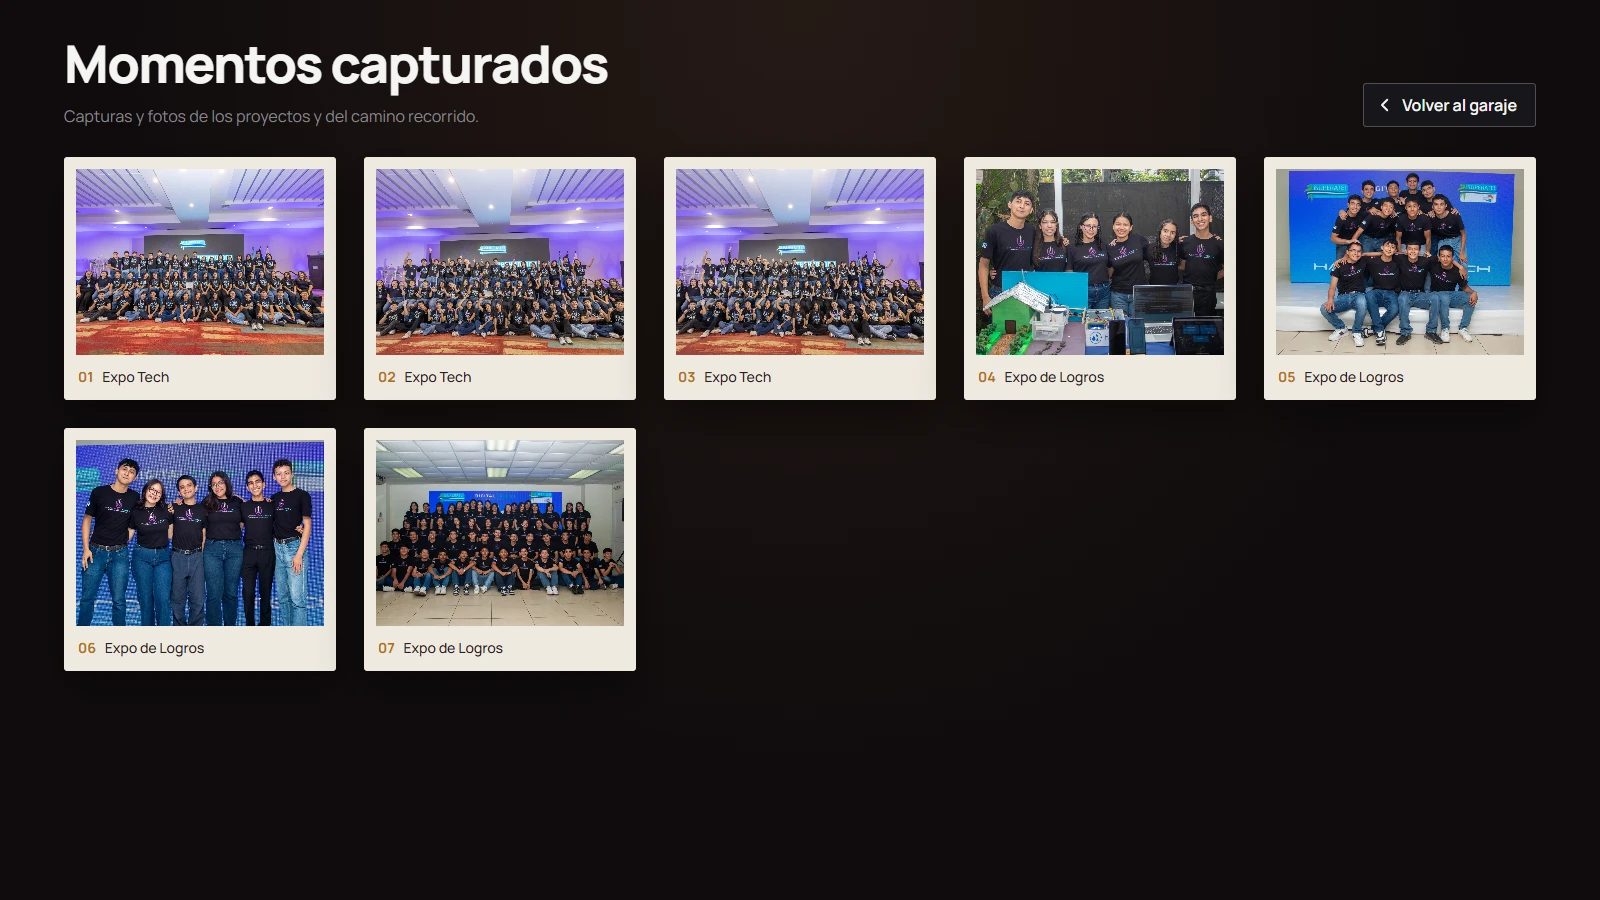 Momentos capturados
Capturas y fotos de los proyectos y del camino recorrido.
Volver al garaje
01 Expo Tech
02 Expo Tech
03 Expo Tech
04 Expo de Logros
05 Expo de Logros
06 Expo de Logros
07 Expo de Logros